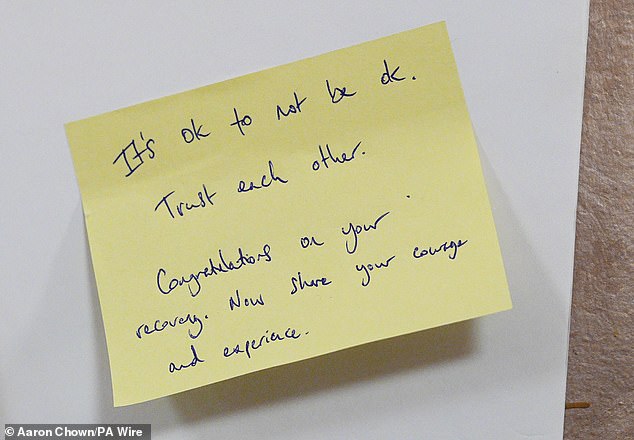 It's ok to not be ok.
Trust each other.
Congratulations on your
recovery. Now share your courage
and experience.
© Aaron Chown/PA Wire